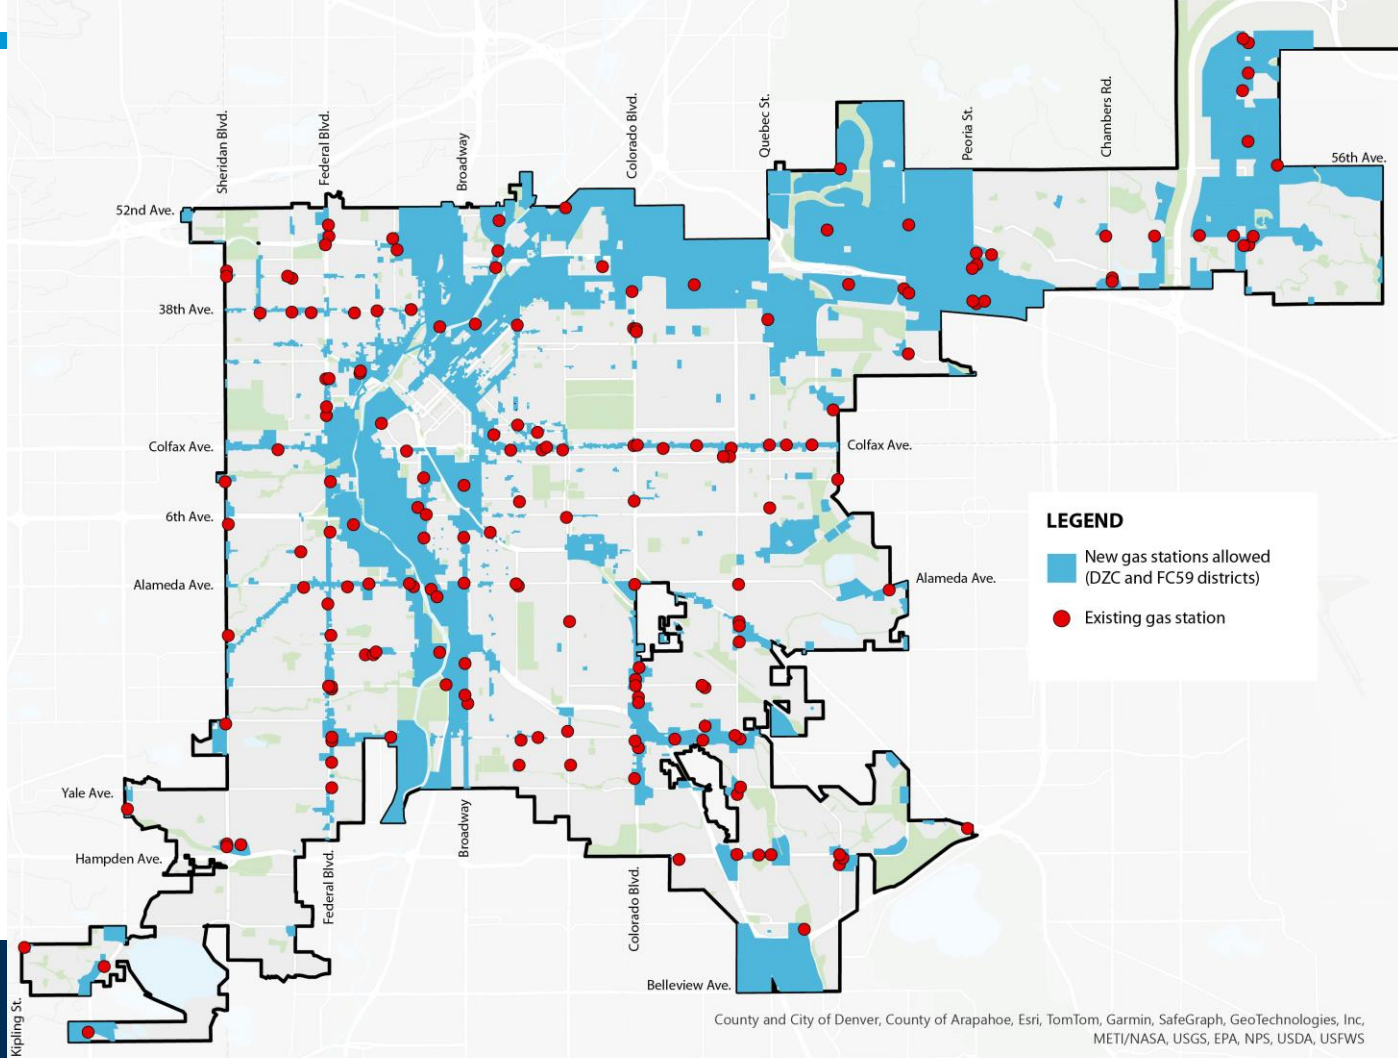 Sheridan Blvd.
Federal Blvd.
Broadway
Colorado Blvd.
Quebec St.
Peoria St.
Chambers Rd.
56th Ave.
52nd Ave.
38th Ave.
Colfax Ave.
Colfax Ave.
6th Ave.
LEGEND
New gas stations allowed
(DZC and FC59 districts)
Existing gas station
Alameda Ave.
Alameda Ave.
Yale Ave.
Broadway
Hampden Ave.
Federal Blvd.
Colorado Blvd.
Belleview Ave.
Kipling St.
County and City of Denver, County of Arapahoe, Esri, TomTom, Garmin, SafeGraph, GeoTechnologies, Inc,
METI/NASA, USGS, EPA, NPS, USDA, USFWS